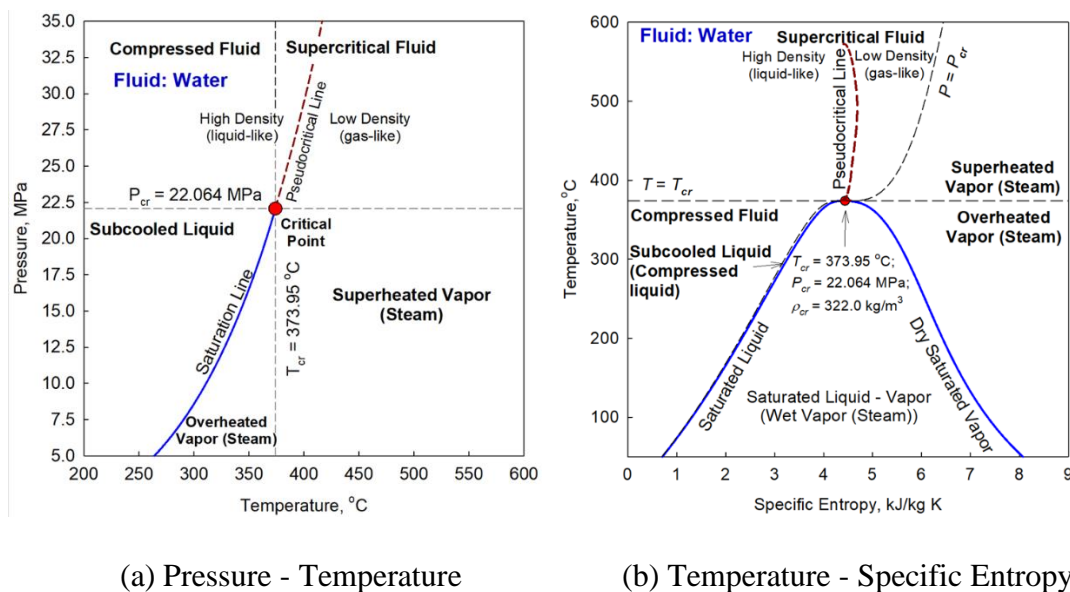 35.0
32.5
30.0
27.5
25.0
22.5
20.0
17.5
15.0
12.5
10.0
7.5
5.0
Pressure, MPa
Compressed Fluid
Supercritical Fluid
Fluid: Water
High Density
(liquid-like)
Pseudocritical Line
Low Density
(gas-like)
Pcr = 22.064 MPa
Subcooled Liquid
Critical
Point
Saturation Line
Tcr = 373.95 °C
Superheated Vapor
(Steam)
Overheated
Vapor (Steam)
200
250
300
350
400
450
500
550
600
Temperature, °C
600
500
400
300
200
100
Temperature, °C
Fluid: Water
Supercritical Fluid
High Density
(liquid-like)
Pseudocritical Line
Low Density
(gas-like)
P = Pcr
T = Tcr
Superheated
Vapor (Steam)
Compressed Fluid
Overheated
Vapor (Steam)
Subcooled Liquid
(Compressed
liquid)
Tcr = 373.95 °C;
Pcr = 22.064 MPa;
ρcr = 322.0 kg/m³
Saturated Liquid
Dry Saturated Vapor
Saturated Liquid - Vapor
(Wet Vapor (Steam))
0
1
2
3
4
5
6
7
8
9
Specific Entropy, kJ/kg K
(a) Pressure - Temperature
(b) Temperature - Specific Entropy